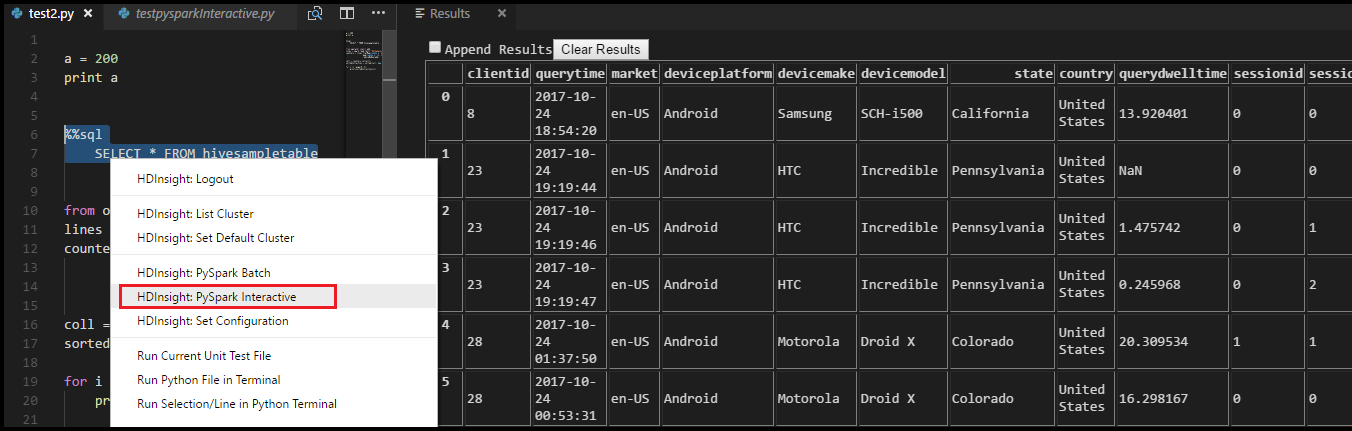 test2.py
testpysparkInteractive.py
Results
1
2 a = 200
3 print a
4
5
6 %%sql
7 SELECT * FROM hivesampletable
8
9
10 from o
11 lines
12 counte
13
14
15
16 coll =
17 sorted
18
19 for i
20 pr
21
HDInsight: Logout
HDInsight: List Cluster
HDInsight: Set Default Cluster
HDInsight: PySpark Batch
HDInsight: PySpark Interactive
HDInsight: Set Configuration
Run Current Unit Test File
Run Python File in Terminal
Run Selection/Line in Python Terminal
Append Results Clear Results
clientid querytime market deviceplatform devicemake devicemodel state country querydwelltime sessionid sessio
0 8 2017-10-24 18:54:20 en-US Android Samsung SCH-i500 California United States 13.920401 0 0
1 23 2017-10-24 19:19:44 en-US Android HTC Incredible Pennsylvania United States NaN 0 0
2 23 2017-10-24 19:19:46 en-US Android HTC Incredible Pennsylvania United States 1.475742 0 1
3 23 2017-10-24 19:19:47 en-US Android HTC Incredible Pennsylvania United States 0.245968 0 2
4 28 2017-10-24 01:37:50 en-US Android Motorola Droid X Colorado United States 20.309534 1 1
5 28 2017-10-24 00:53:31 en-US Android Motorola Droid X Colorado United States 16.298167 0 0